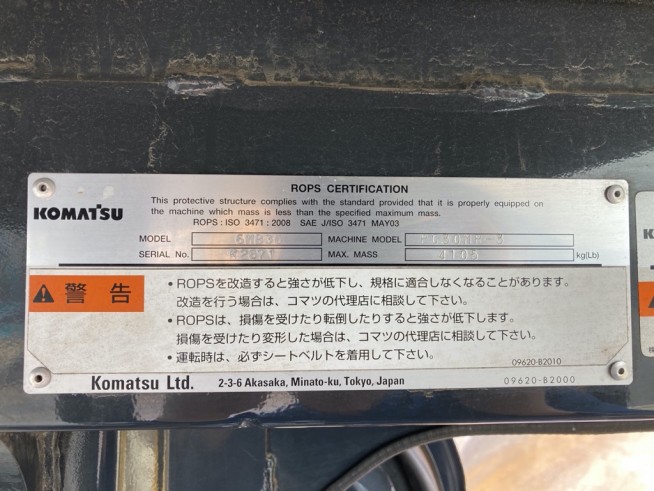 ROPS CERTIFICATION
This protective structure complies with the standard provided that it is properly equipped on
KOMATSU
the machine which mass is less than the specified maximum mass.
ROPS : ISO 3471 : 2008 SAE J/ISO 3471 MAY03
MODEL MACHINE MODEL
SERIAL No. MAX. MASS kg(Lb)
警告
• ROPSを改造すると強さが低下し、規格に適合しなくなることがあります。
改造を行う場合は、コマツの代理店に相談して下さい。
• ROPSは、損傷を受けたり転倒したりすると強さが低下します。
損傷を受けたり変形した場合は、コマツの代理店に相談して下さい。
• 運転時は、必ずシートベルトを着用して下さい。
09620-B2010
Komatsu Ltd. 2-3-6 Akasaka, Minato-ku, Tokyo, Japan 09620-B2000